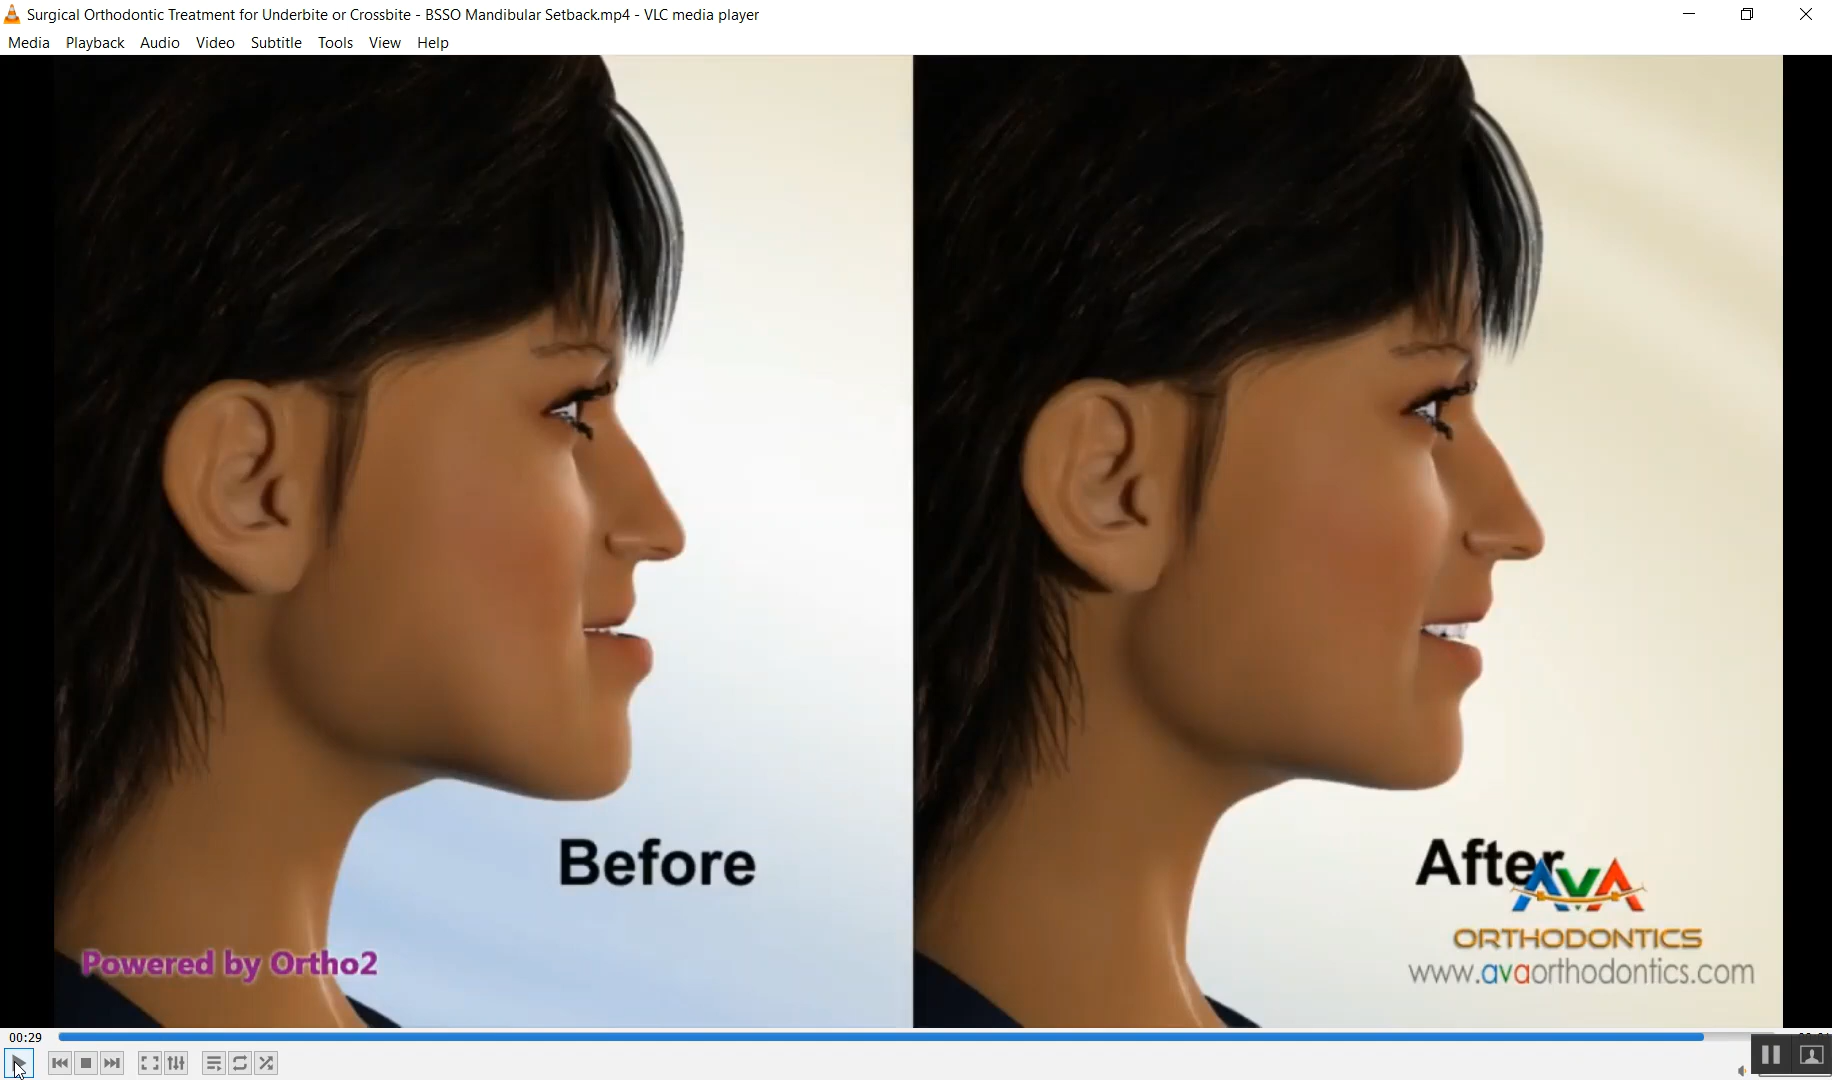 Surgical Orthodontic Treatment for Underbite or Crossbite - BSSO Mandibular Setback.mp4 - VLC media player
Media Playback Audio Video Subtitle Tools View Help
Before
After
AVA
ORTHODONTICS
www.avaorthodontics.com
Powered by Ortho2
00:29